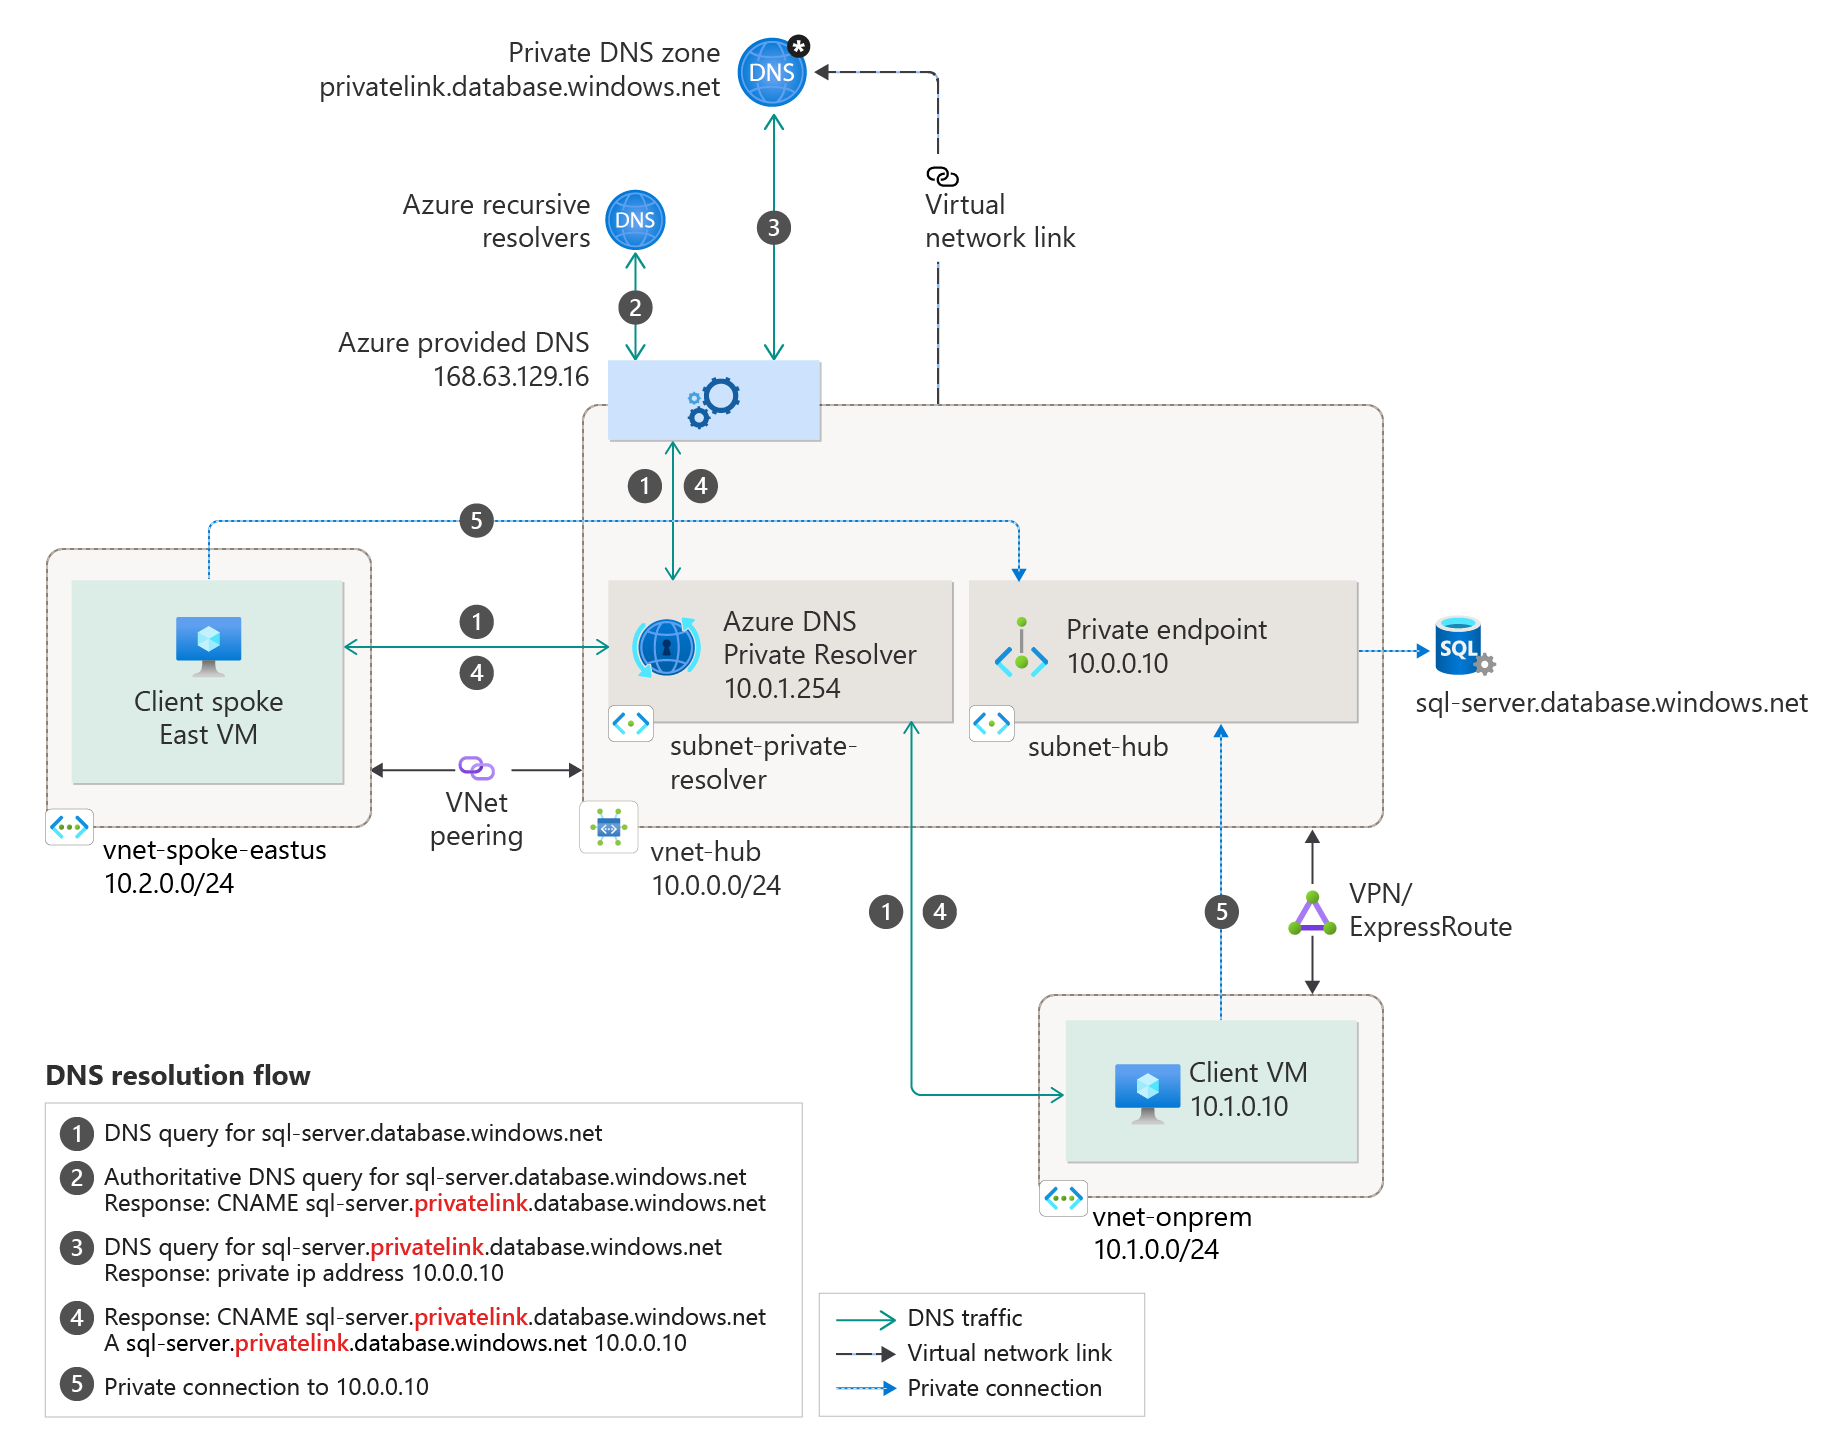 Private DNS zone
privatelink.database.windows.net
DNS
*
Azure recursive
resolvers
DNS
3
Virtual
network link
2
Azure provided DNS
168.63.129.16
1
4
5
1
4
Client spoke
East VM
Azure DNS
Private Resolver
10.0.1.254
Private endpoint
10.0.0.10
SQL
sql-server.database.windows.net
subnet-private-
resolver
subnet-hub
VNet
peering
vnet-spoke-eastus
10.2.0.0/24
vnet-hub
10.0.0.0/24
1
4
5
VPN/
ExpressRoute
Client VM
10.1.0.10
vnet-onprem
10.1.0.0/24
DNS resolution flow
1 DNS query for sql-server.database.windows.net
2 Authoritative DNS query for sql-server.database.windows.net
Response: CNAME sql-server.privatelink.database.windows.net
3 DNS query for sql-server.privatelink.database.windows.net
Response: private ip address 10.0.0.10
4 Response: CNAME sql-server.privatelink.database.windows.net
A sql-server.privatelink.database.windows.net 10.0.0.10
5 Private connection to 10.0.0.10
DNS traffic
Virtual network link
Private connection